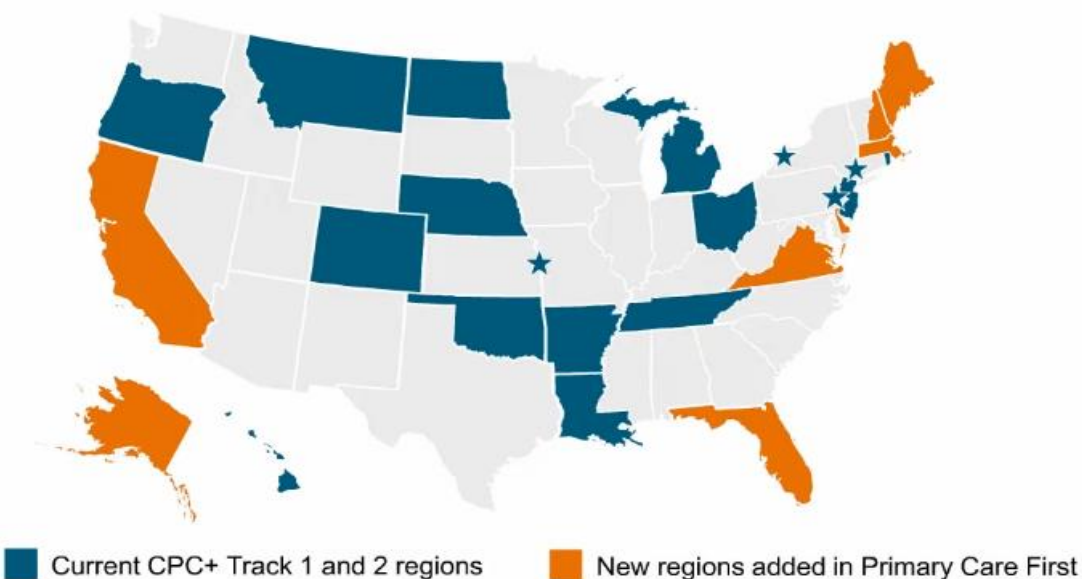 Current CPC+ Track 1 and 2 regions
New regions added in Primary Care First